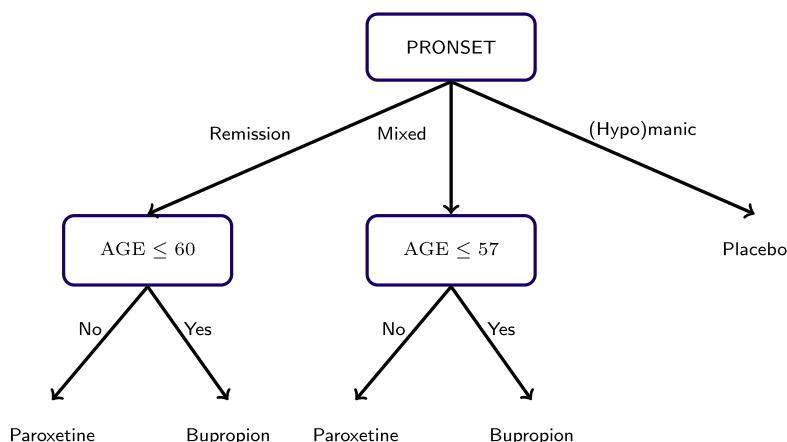 PRONSET
Remission
Mixed
(Hypo)manic
AGE ≤ 60
AGE ≤ 57
Placebo
No
Yes
No
Yes
Paroxetine
Bupropion
Paroxetine
Bupropion